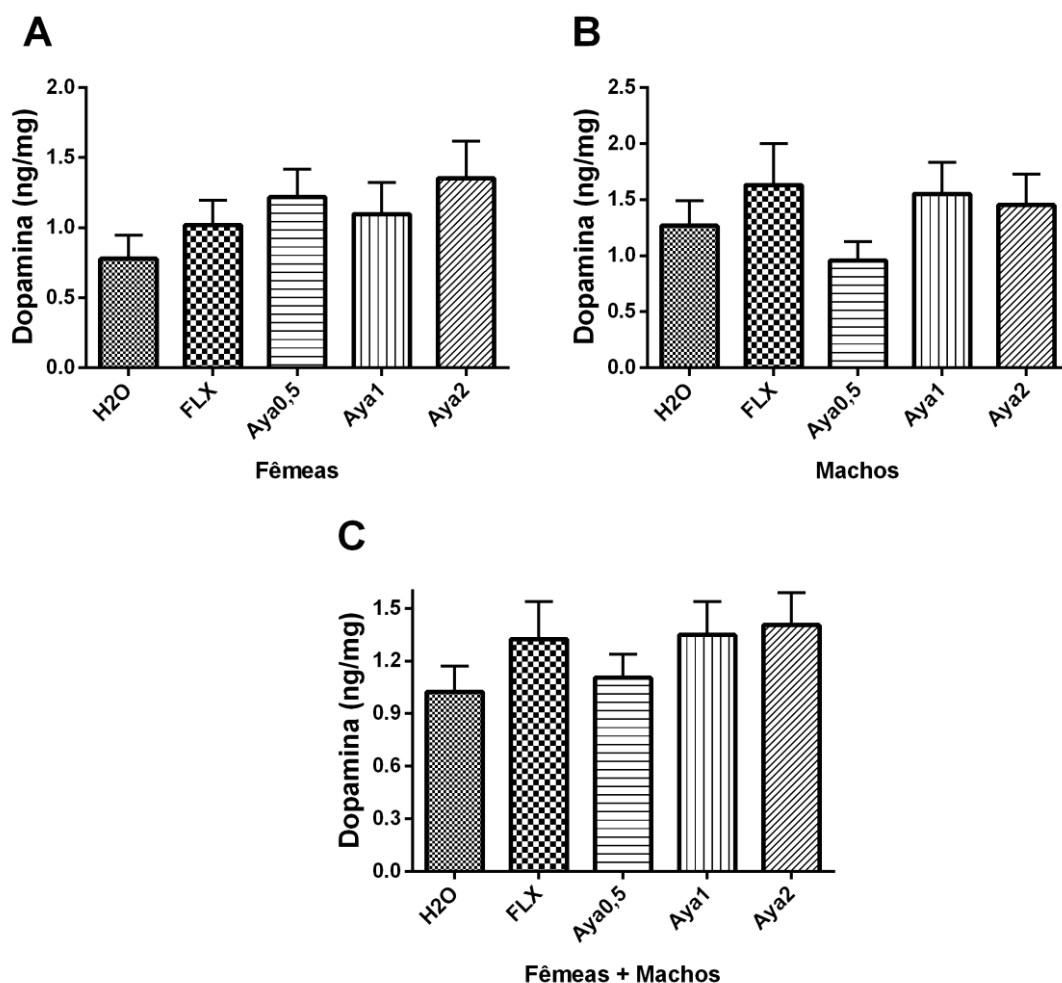 A
Dopamina (ng/mg)
2.0
1.5
1.0
0.5
0.0
H2O
FLX
Aya0,5
Aya1
Aya2
Fêmeas
B
Dopamina (ng/mg)
2.5
2.0
1.5
1.0
0.5
0.0
H2O
FLX
Aya0,5
Aya1
Aya2
Machos
C
Dopamina (ng/mg)
1.5
1.2
0.9
0.6
0.3
0.0
H2O
FLX
Aya0,5
Aya1
Aya2
Fêmeas + Machos